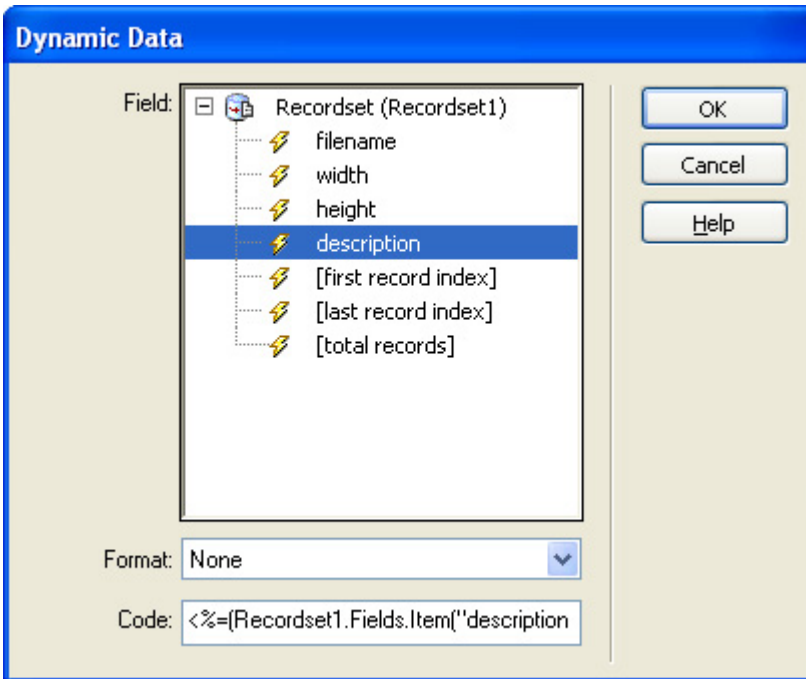 Dynamic Data
Field:
Recordset (Recordset1)
filename
width
height
description
[first record index]
[last record index]
[total records]
OK
Cancel
Help
Format: None
Code: <%=(Recordset1.Fields.Item("description